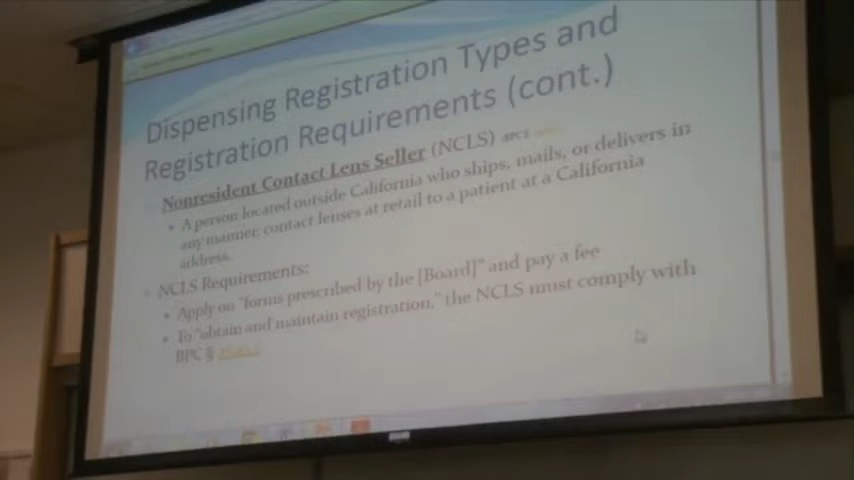 Dispensing Registration Types and
Registration Requirements (cont.)
Nonresident Contact Lens Seller (NCLS)
• A person located outside California who ships, mails, or delivers in
any manner, contact lenses at retail to a patient at a California
address.
• NCLS Requirements:
• Apply on "forms prescribed by the [Board]" and pay a fee
• To "obtain and maintain registration," the NCLS must comply with
BPC §